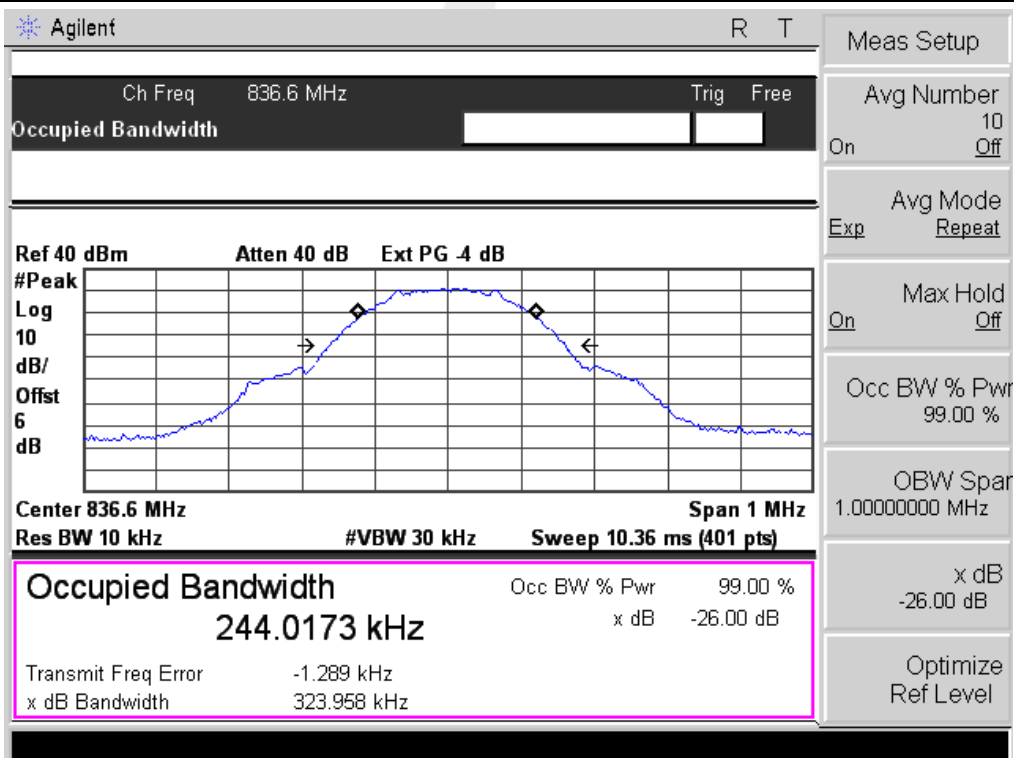 Agilent R T
Ch Freq 836.6 MHz Trig Free
Occupied Bandwidth
Ref 40 dBm Atten 40 dB Ext PG -4 dB
#Peak
Log
10
dB/
Offst
6
dB
Center 836.6 MHz Span 1 MHz
Res BW 10 kHz #VBW 30 kHz Sweep 10.36 ms (401 pts)
Occupied Bandwidth Occ BW % Pwr 99.00 %
244.0173 kHz x dB -26.00 dB
Transmit Freq Error -1.289 kHz
x dB Bandwidth 323.958 kHz
Meas Setup
Avg Number
10
On Off
Avg Mode
Exp Repeat
Max Hold
On Off
Occ BW % Pwr
99.00 %
OBW Span
1.00000000 MHz
x dB
-26.00 dB
Optimize
Ref Level